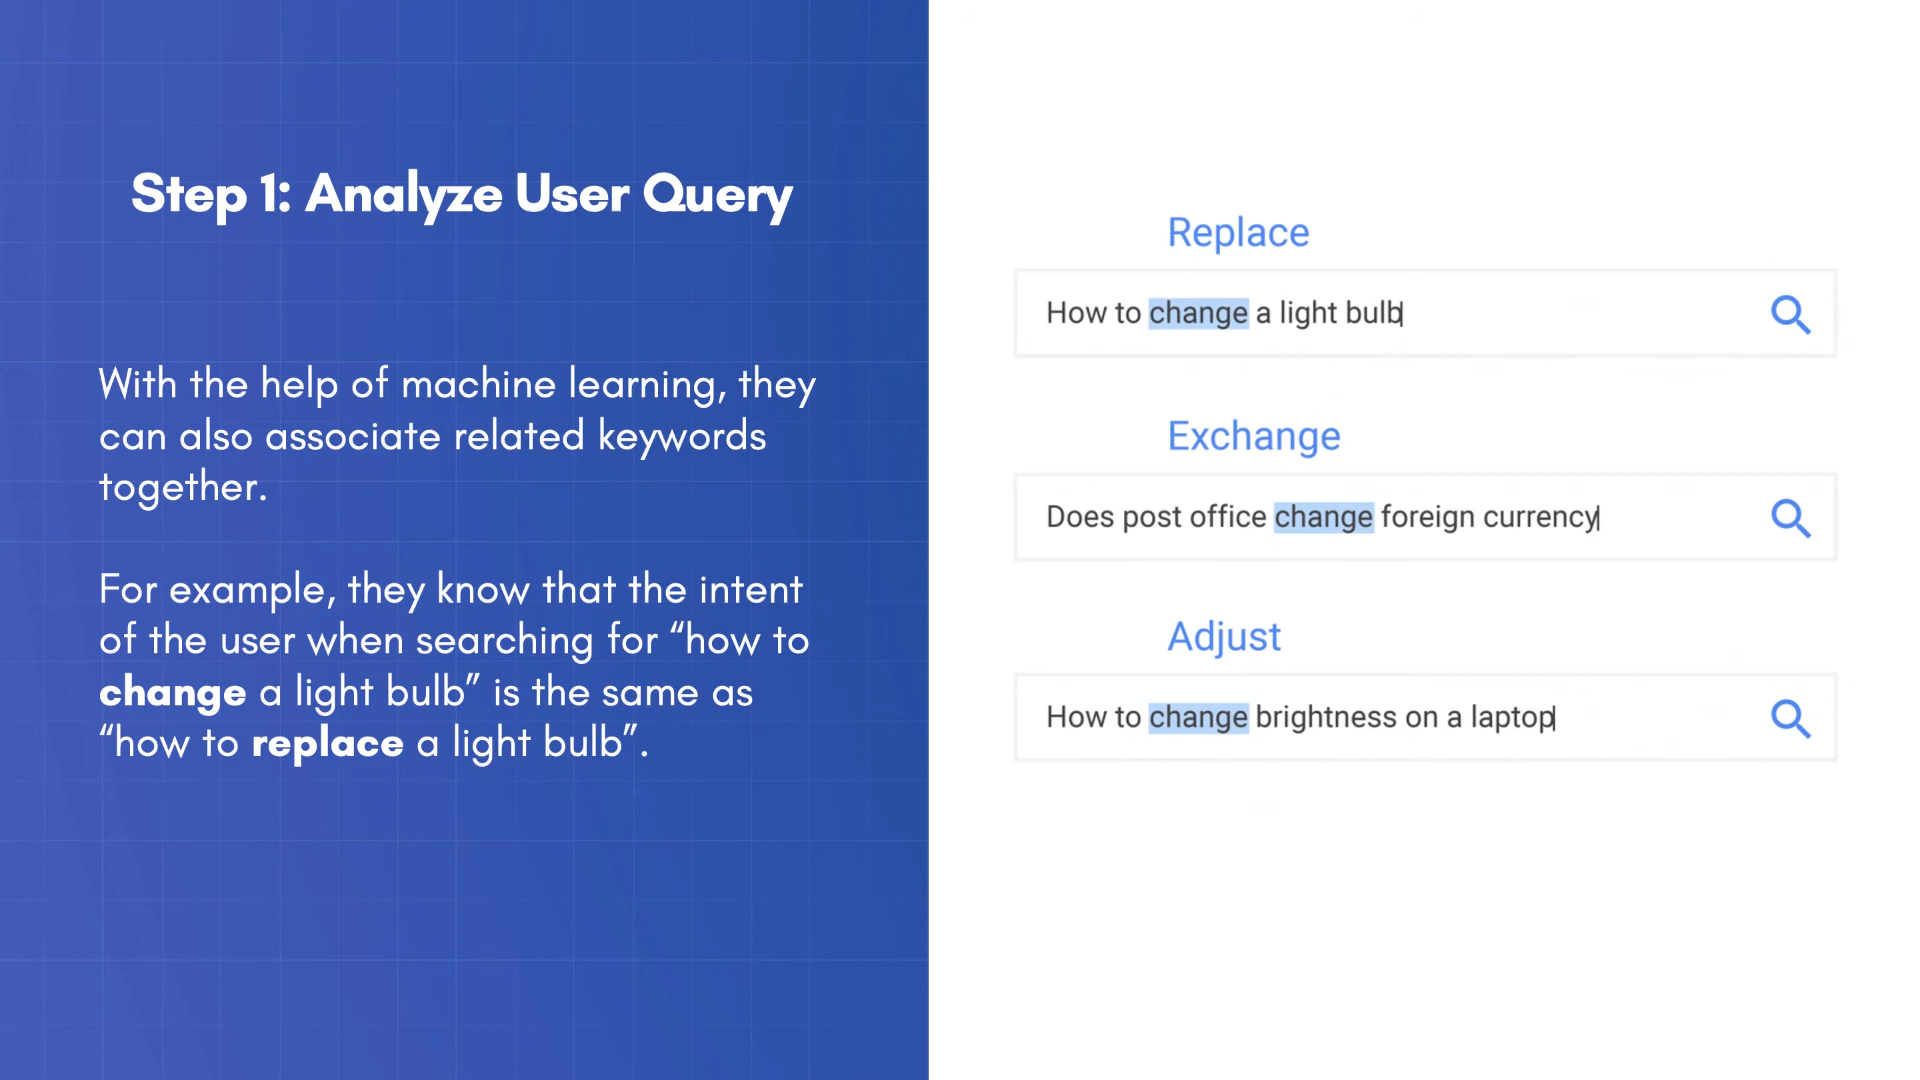 Step 1: Analyze User Query
With the help of machine learning, they
can also associate related keywords
together.
For example, they know that the intent
of the user when searching for “how to
change a light bulb” is the same as
“how to replace a light bulb”.
Replace
How to change a light bulb
Exchange
Does post office change foreign currency
Adjust
How to change brightness on a laptop